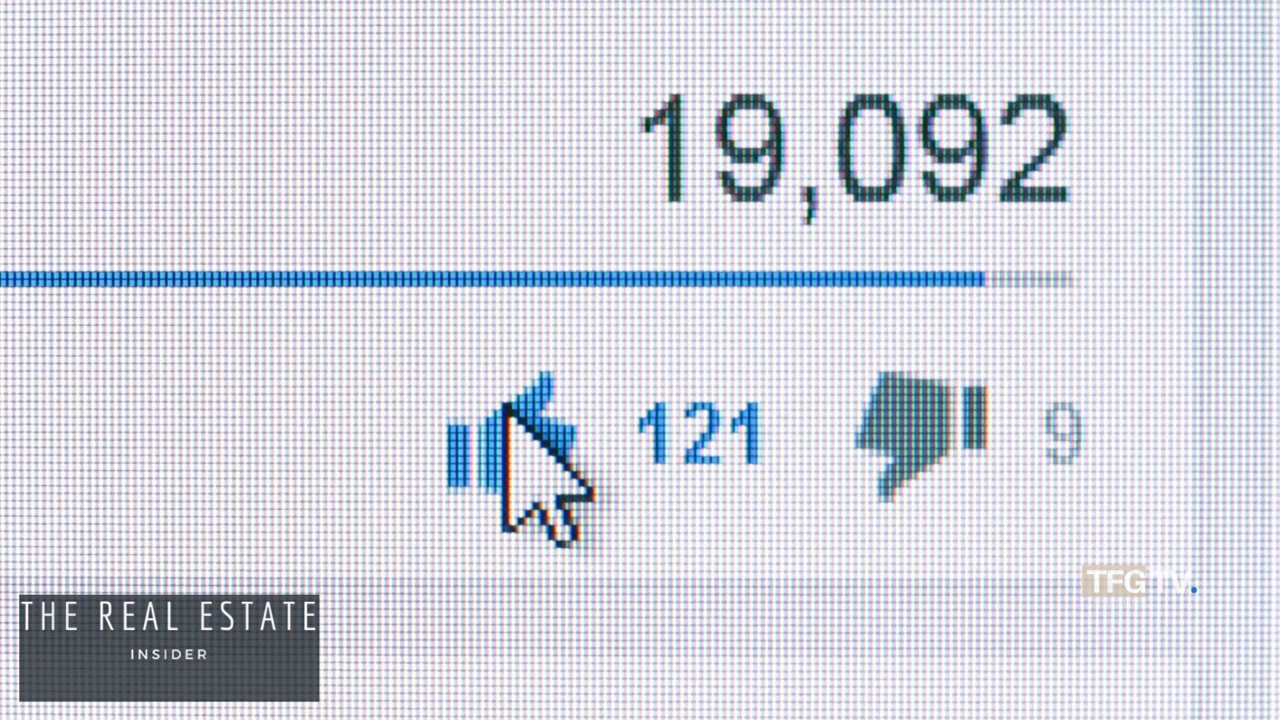 19,092
121 9
TFG TV.
THE REAL ESTATE
INSIDER